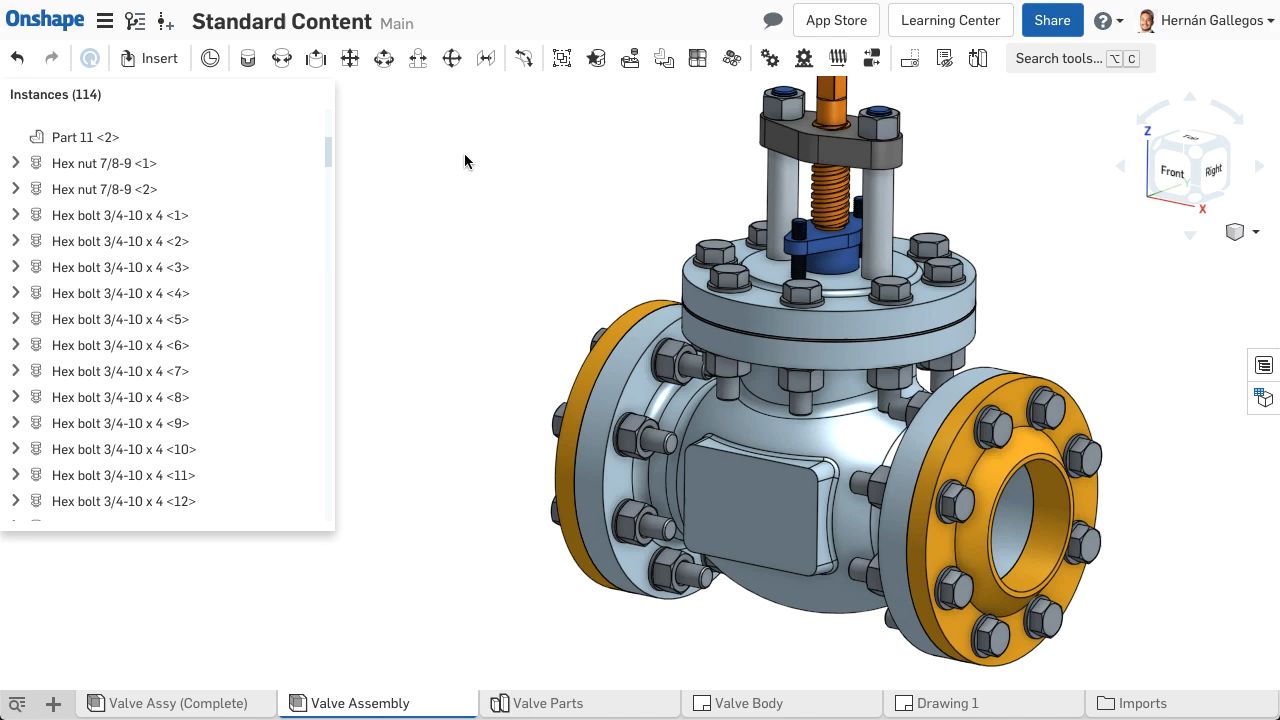 Onshape Standard Content Main App Store Learning Center Share Hernán Gallegos
Insert Search tools... ⌥ C
Instances (114)
Part 11 <2>
Hex nut 7/8-9 <1>
Hex nut 7/8-9 <2>
Hex bolt 3/4-10 x 4 <1>
Hex bolt 3/4-10 x 4 <2>
Hex bolt 3/4-10 x 4 <3>
Hex bolt 3/4-10 x 4 <4>
Hex bolt 3/4-10 x 4 <5>
Hex bolt 3/4-10 x 4 <6>
Hex bolt 3/4-10 x 4 <7>
Hex bolt 3/4-10 x 4 <8>
Hex bolt 3/4-10 x 4 <9>
Hex bolt 3/4-10 x 4 <10>
Hex bolt 3/4-10 x 4 <11>
Hex bolt 3/4-10 x 4 <12>
Z
Top
Front Right
Y
X
Valve Assy (Complete) Valve Assembly Valve Parts Valve Body Drawing 1 Imports